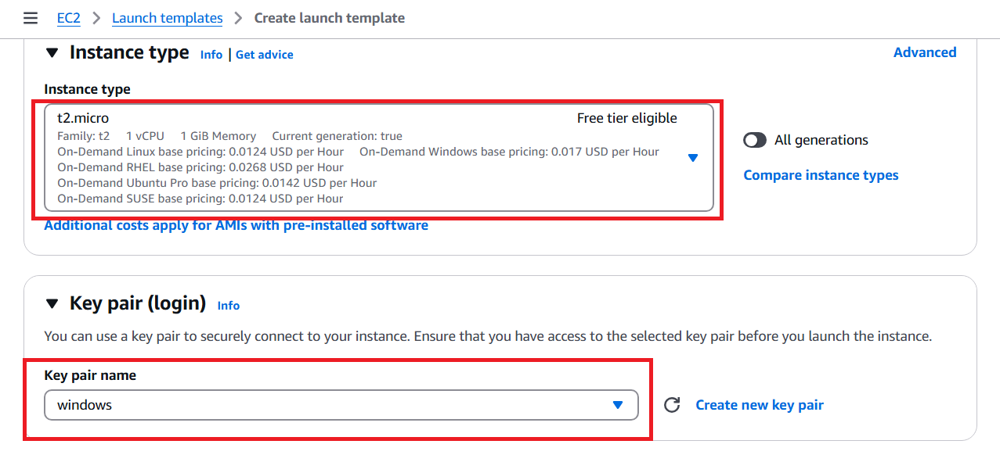 EC2 > Launch templates > Create launch template
Instance type Info | Get advice Advanced
Instance type
t2.micro Free tier eligible
Family: t2 1 vCPU 1 GiB Memory Current generation: true
On-Demand Linux base pricing: 0.0124 USD per Hour On-Demand Windows base pricing: 0.017 USD per Hour
On-Demand RHEL base pricing: 0.0268 USD per Hour
On-Demand Ubuntu Pro base pricing: 0.0142 USD per Hour
On-Demand SUSE base pricing: 0.0124 USD per Hour
All generations
Compare instance types
Additional costs apply for AMIs with pre-installed software
Key pair (login) Info
You can use a key pair to securely connect to your instance. Ensure that you have access to the selected key pair before you launch the instance.
Key pair name
windows
Create new key pair